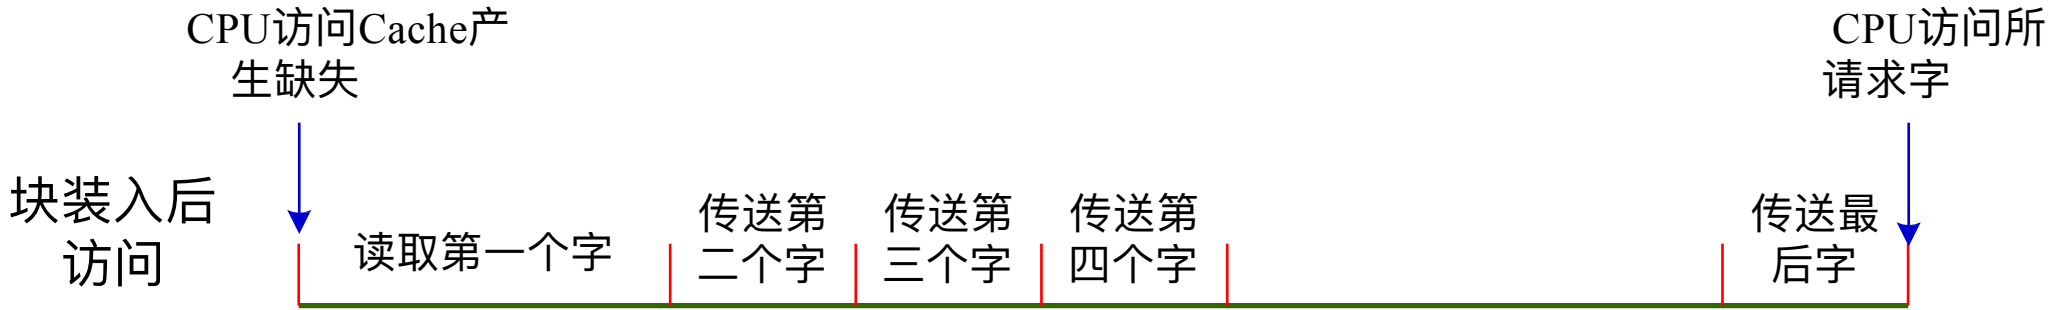 CPU访问Cache产
生缺失
CPU访问所
请求字
块装入后
访问
读取第一个字
传送第
二个字
传送第
三个字
传送第
四个字
传送最
后字